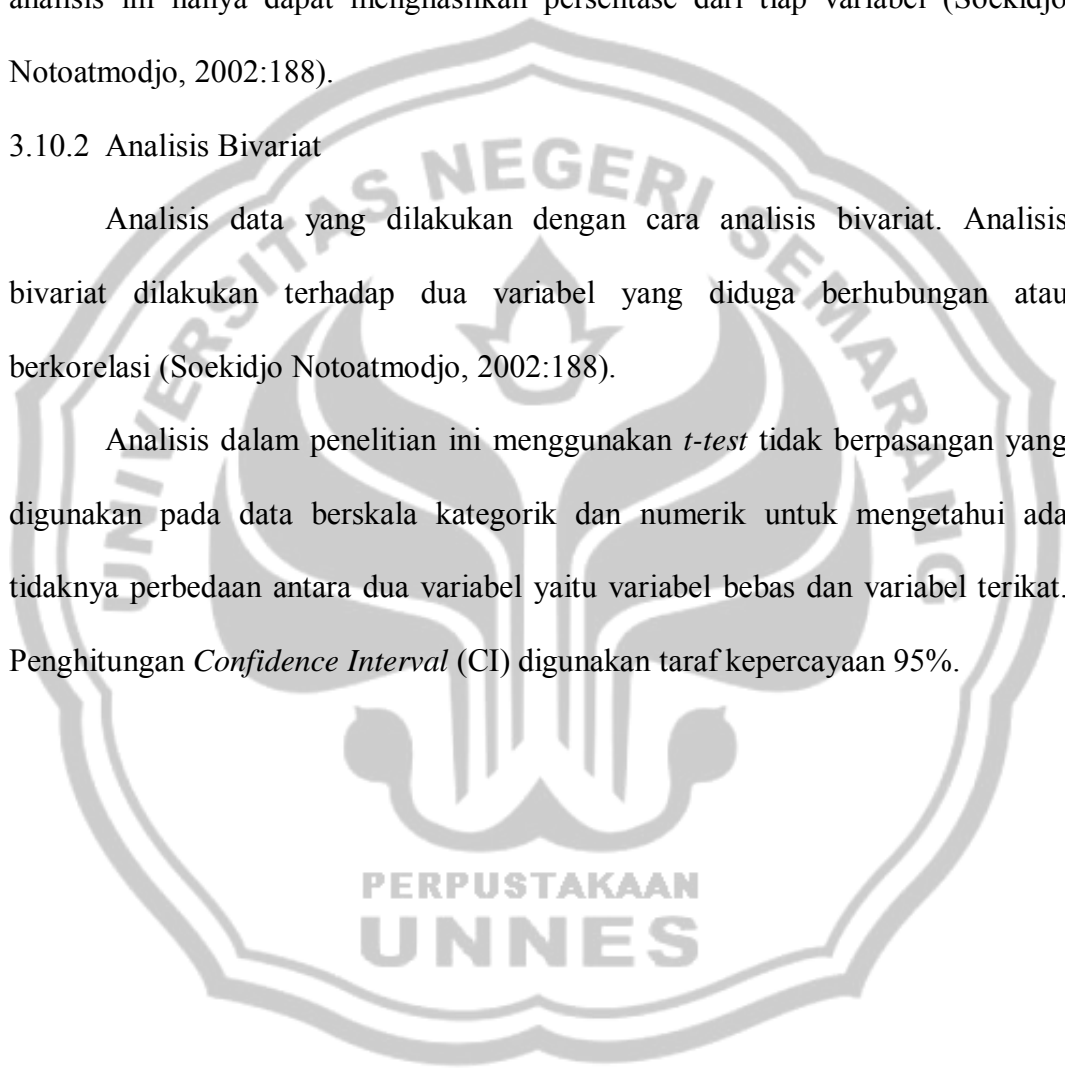 analisis ini hanya dapat menghasilkan persentase dari tiap variabel (Soekidjo
Notoatmodjo, 2002:188).
3.10.2 Analisis Bivariat
Analisis data yang dilakukan dengan cara analisis bivariat. Analisis
bivariat dilakukan terhadap dua variabel yang diduga berhubungan atau
berkorelasi (Soekidjo Notoatmodjo, 2002:188).
Analisis dalam penelitian ini menggunakan t-test tidak berpasangan yang
digunakan pada data berskala kategorik dan numerik untuk mengetahui ada
tidaknya perbedaan antara dua variabel yaitu variabel bebas dan variabel terikat.
Penghitungan Confidence Interval (CI) digunakan taraf kepercayaan 95%.
UNIVERSITAS NEGERI SEMARANG
PERPUSTAKAAN
UNNES